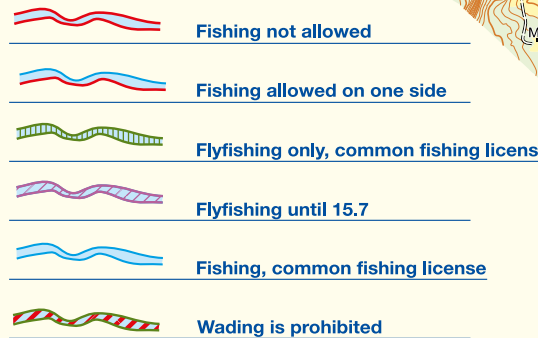 Fishing not allowed
Fishing allowed on one side
Flyfishing only, common fishing licens
Flyfishing until 15.7
Fishing, common fishing license
Wading is prohibited